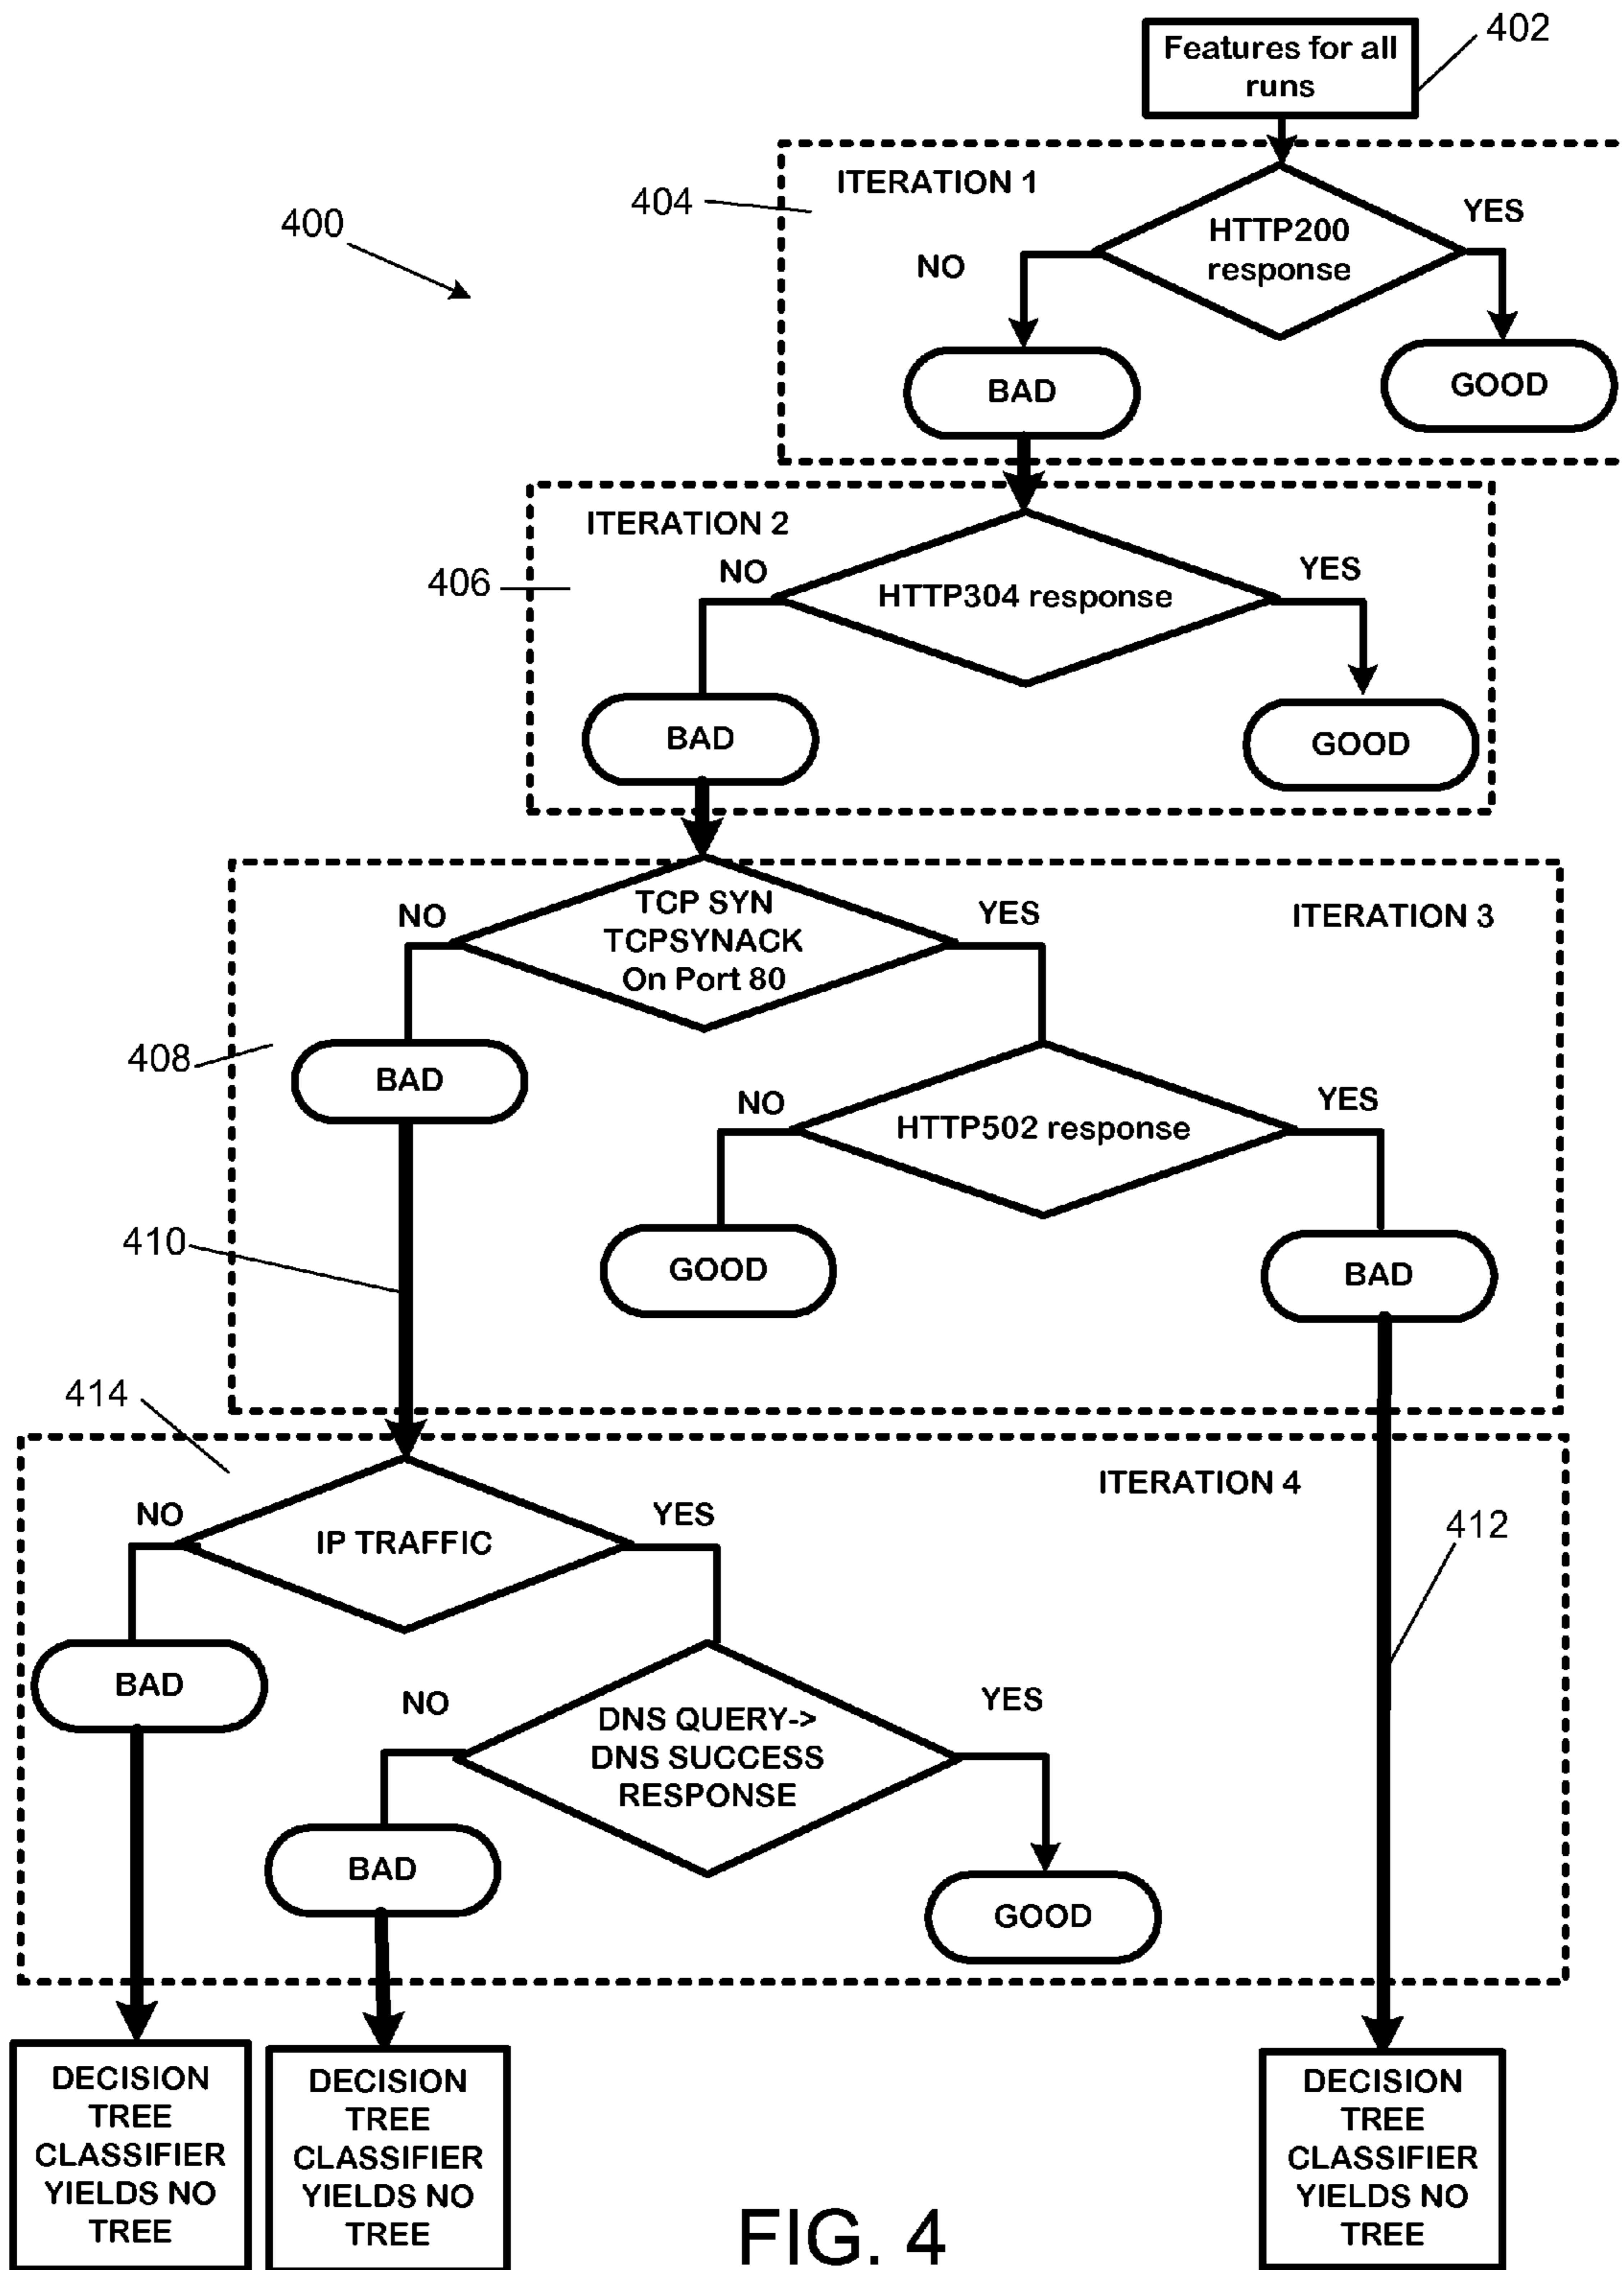 Features for all
runs
402
ITERATION 1
404
400
HTTP200
response
YES
NO
BAD
GOOD
ITERATION 2
406
NO
HTTP304 response
YES
BAD
GOOD
TCP SYN
TCPSYNACK
On Port 80
NO
YES
ITERATION 3
408
BAD
NO
HTTP502 response
YES
410
GOOD
BAD
414
ITERATION 4
NO
IP TRAFFIC
YES
412
BAD
NO
DNS QUERY->
DNS SUCCESS
RESPONSE
YES
BAD
GOOD
DECISION
TREE
CLASSIFIER
YIELDS NO
TREE
DECISION
TREE
CLASSIFIER
YIELDS NO
TREE
DECISION
TREE
CLASSIFIER
YIELDS NO
TREE
FIG. 4